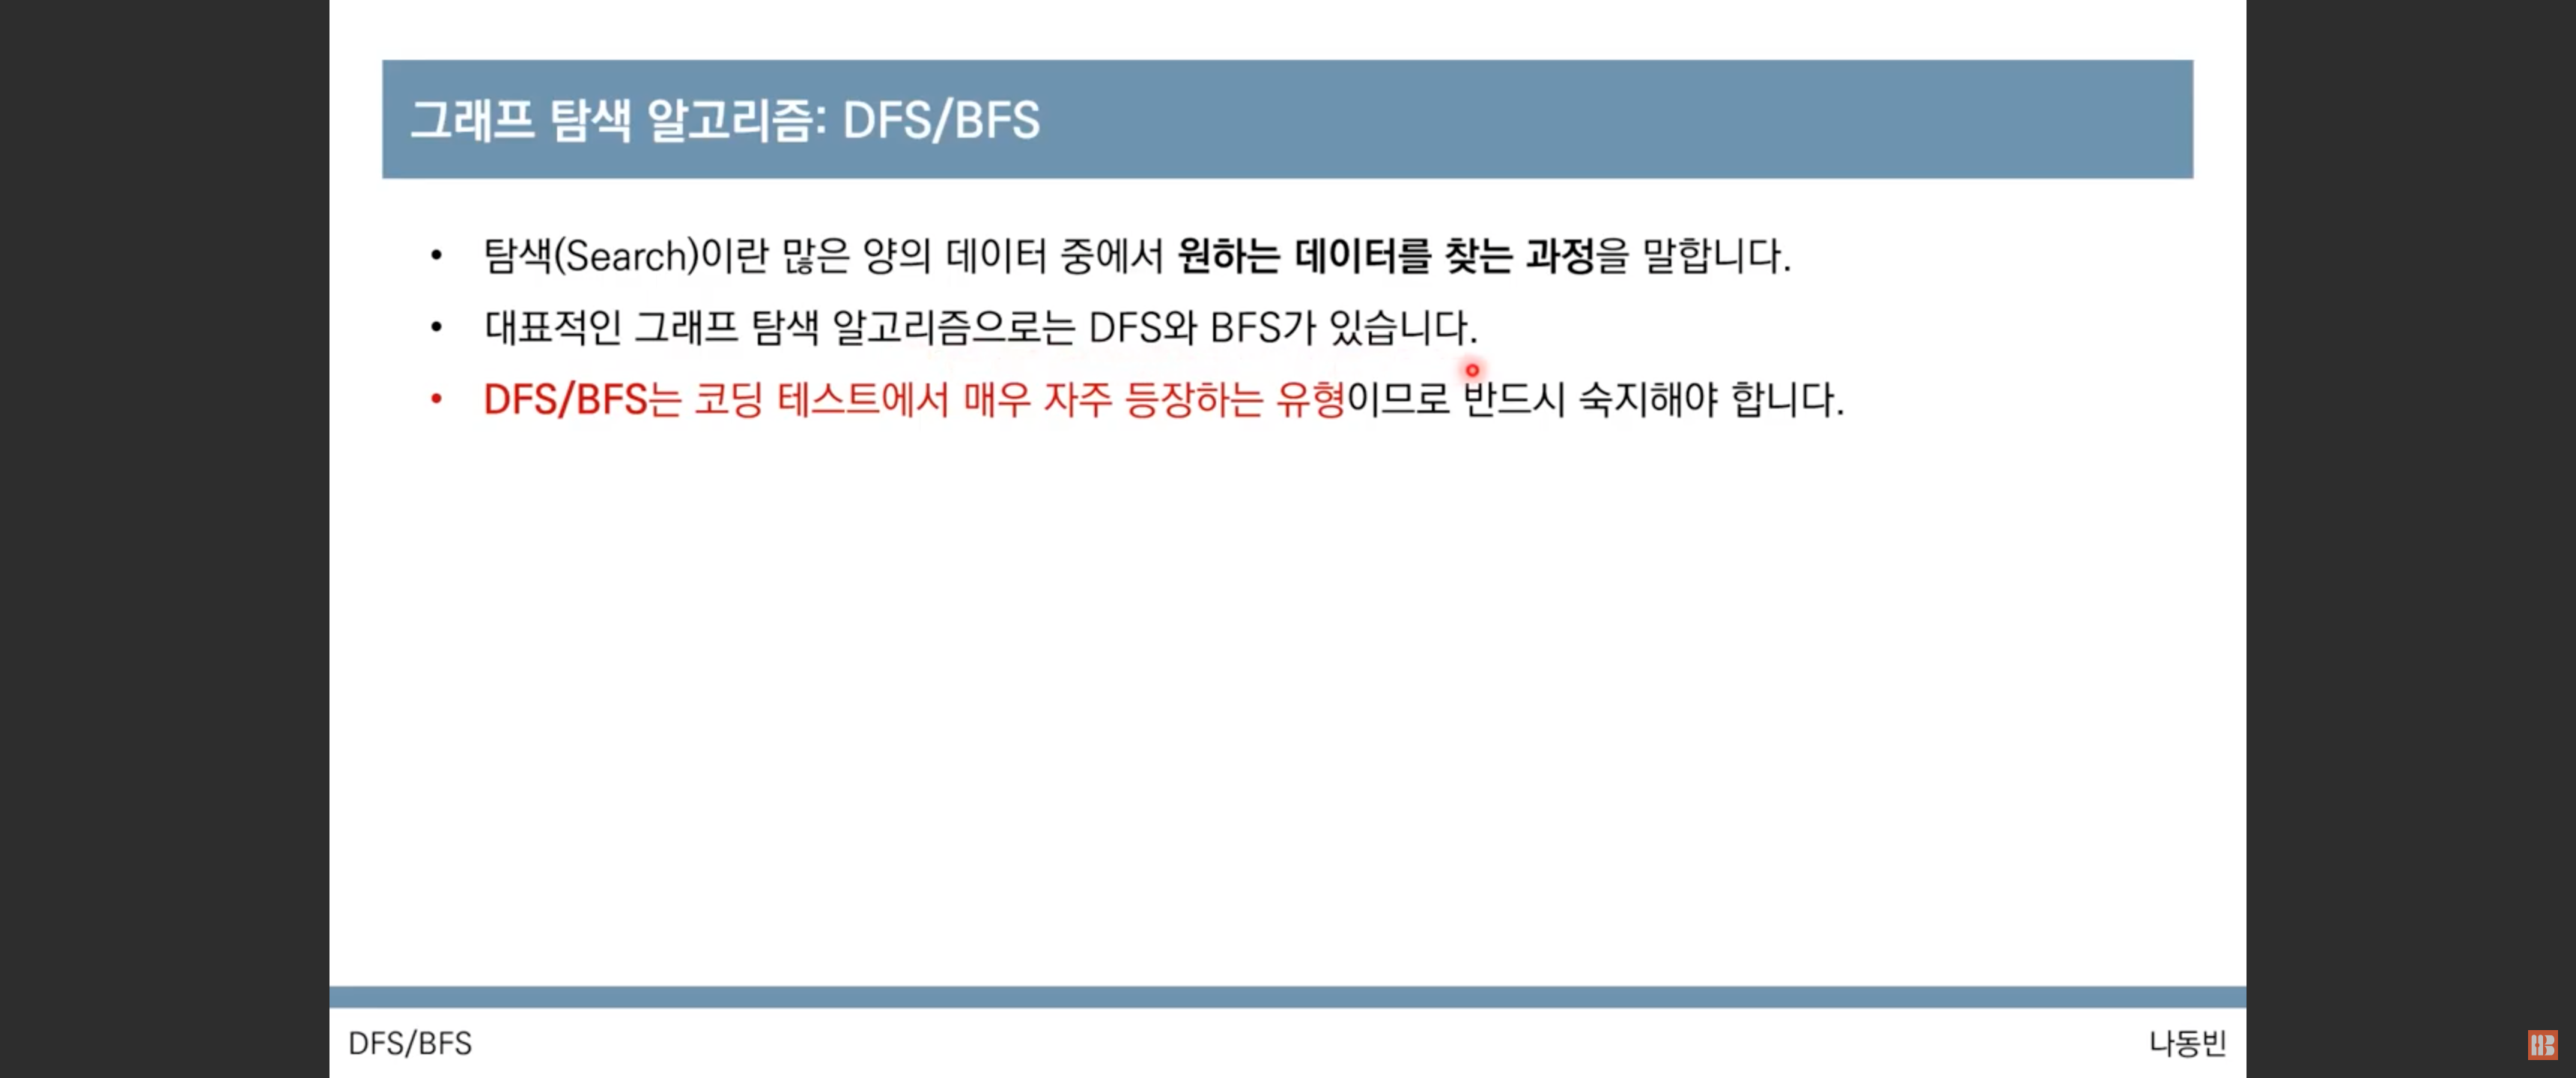 그래프 탐색 알고리즘: DFS/BFS
• 탐색(Search)이란 많은 양의 데이터 중에서 원하는 데이터를 찾는 과정을 말합니다.
• 대표적인 그래프 탐색 알고리즘으로는 DFS와 BFS가 있습니다.
• DFS/BFS는 코딩 테스트에서 매우 자주 등장하는 유형이므로 반드시 숙지해야 합니다.
DFS/BFS
나동빈